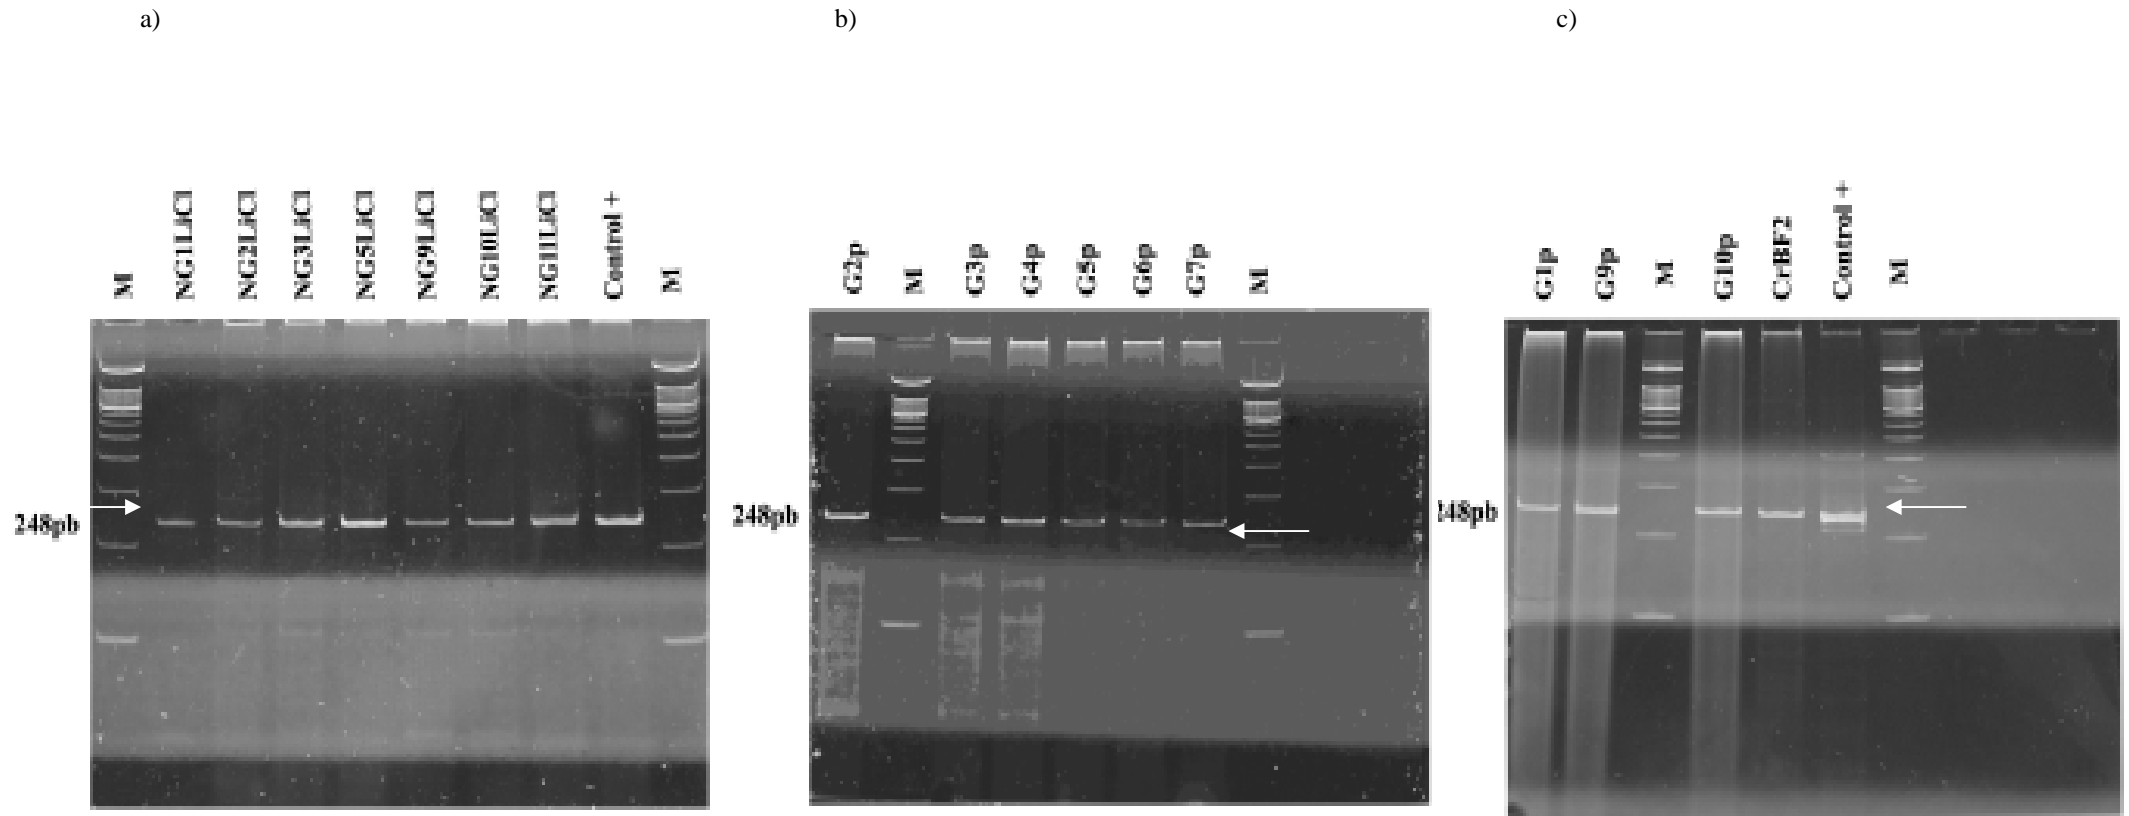 a)
b)
c)
M
NG1LiCl
NG2LiCl
NG3LiCl
NG5LiCl
NG9LiCl
NG10LiCl
NG11LiCl
Control +
M
248pb
G2p
M
G3p
G4p
G5p
G6p
G7p
M
248pb
G1p
G9p
M
G10p
CrBF2
Control +
M
248pb